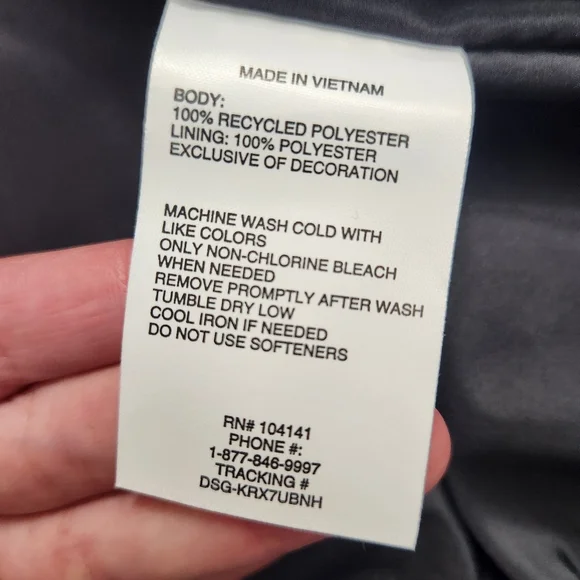 MADE IN VIETNAM
BODY:
100% RECYCLED POLYESTER
LINING: 100% POLYESTER
EXCLUSIVE OF DECORATION
MACHINE WASH COLD WITH
LIKE COLORS
ONLY NON-CHLORINE BLEACH
WHEN NEEDED
REMOVE PROMPTLY AFTER WASH
TUMBLE DRY LOW
COOL IRON IF NEEDED
DO NOT USE SOFTENERS
RN# 104141
PHONE #:
1-877-846-9997
TRACKING #
DSG-KRX7UBNH